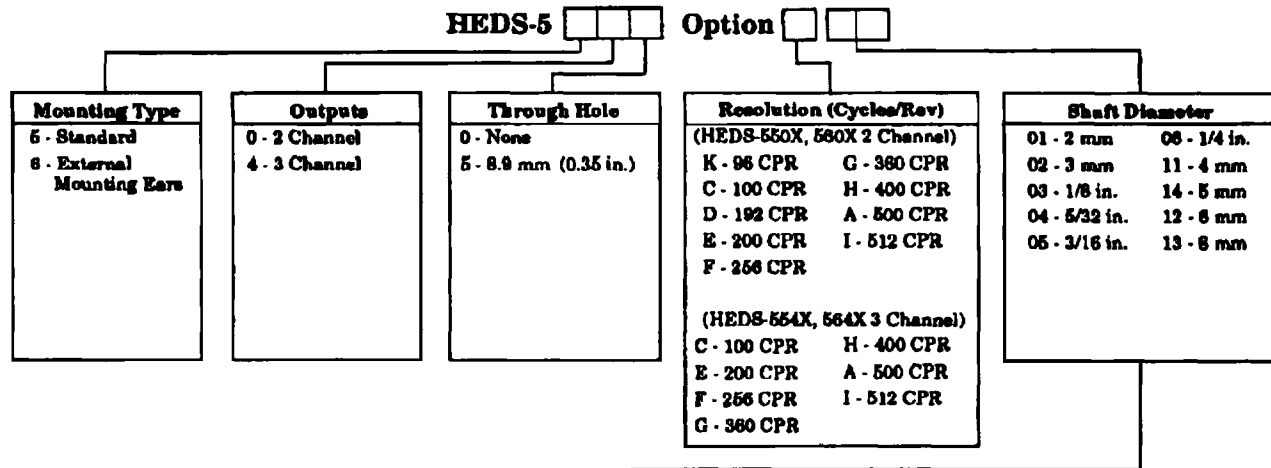 HEDS-5 Option
Mounting Type
5 - Standard
6 - External
Mounting Ears
Outputs
0 - 2 Channel
4 - 3 Channel
Through Hole
0 - None
5 - 8.9 mm (0.35 in.)
Resolution (Cycles/Rev)
(HEDS-550X, 560X 2 Channel)
K - 96 CPR G - 360 CPR
C - 100 CPR H - 400 CPR
D - 192 CPR A - 500 CPR
E - 200 CPR I - 512 CPR
F - 256 CPR
(HEDS-554X, 564X 3 Channel)
C - 100 CPR H - 400 CPR
E - 200 CPR A - 500 CPR
F - 256 CPR I - 512 CPR
G - 360 CPR
Shaft Diameter
01 - 2 mm 06 - 1/4 in.
02 - 3 mm 11 - 4 mm
03 - 1/8 in. 14 - 5 mm
04 - 5/32 in. 12 - 6 mm
05 - 3/16 in. 13 - 8 mm